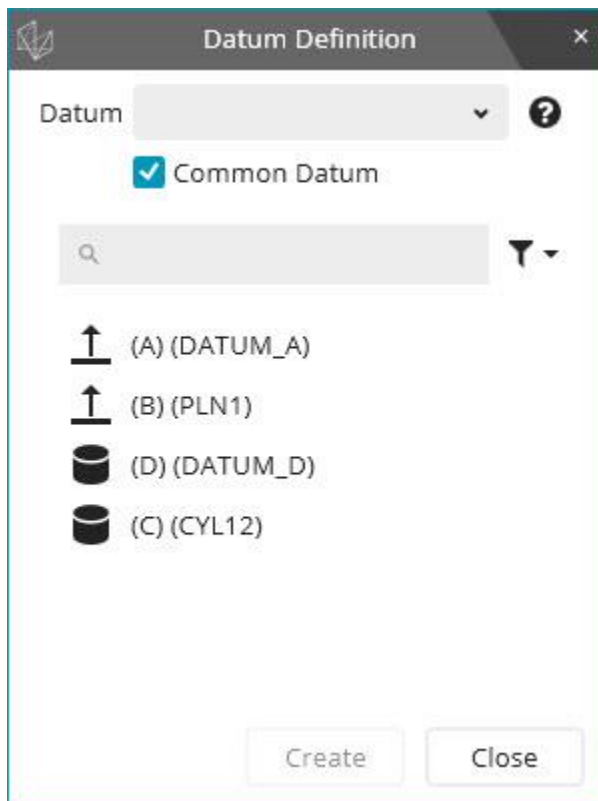 Datum Definition
Datum
Common Datum
(A) (DATUM_A)
(B) (PLN1)
(D) (DATUM_D)
(C) (CYL12)
Create
Close